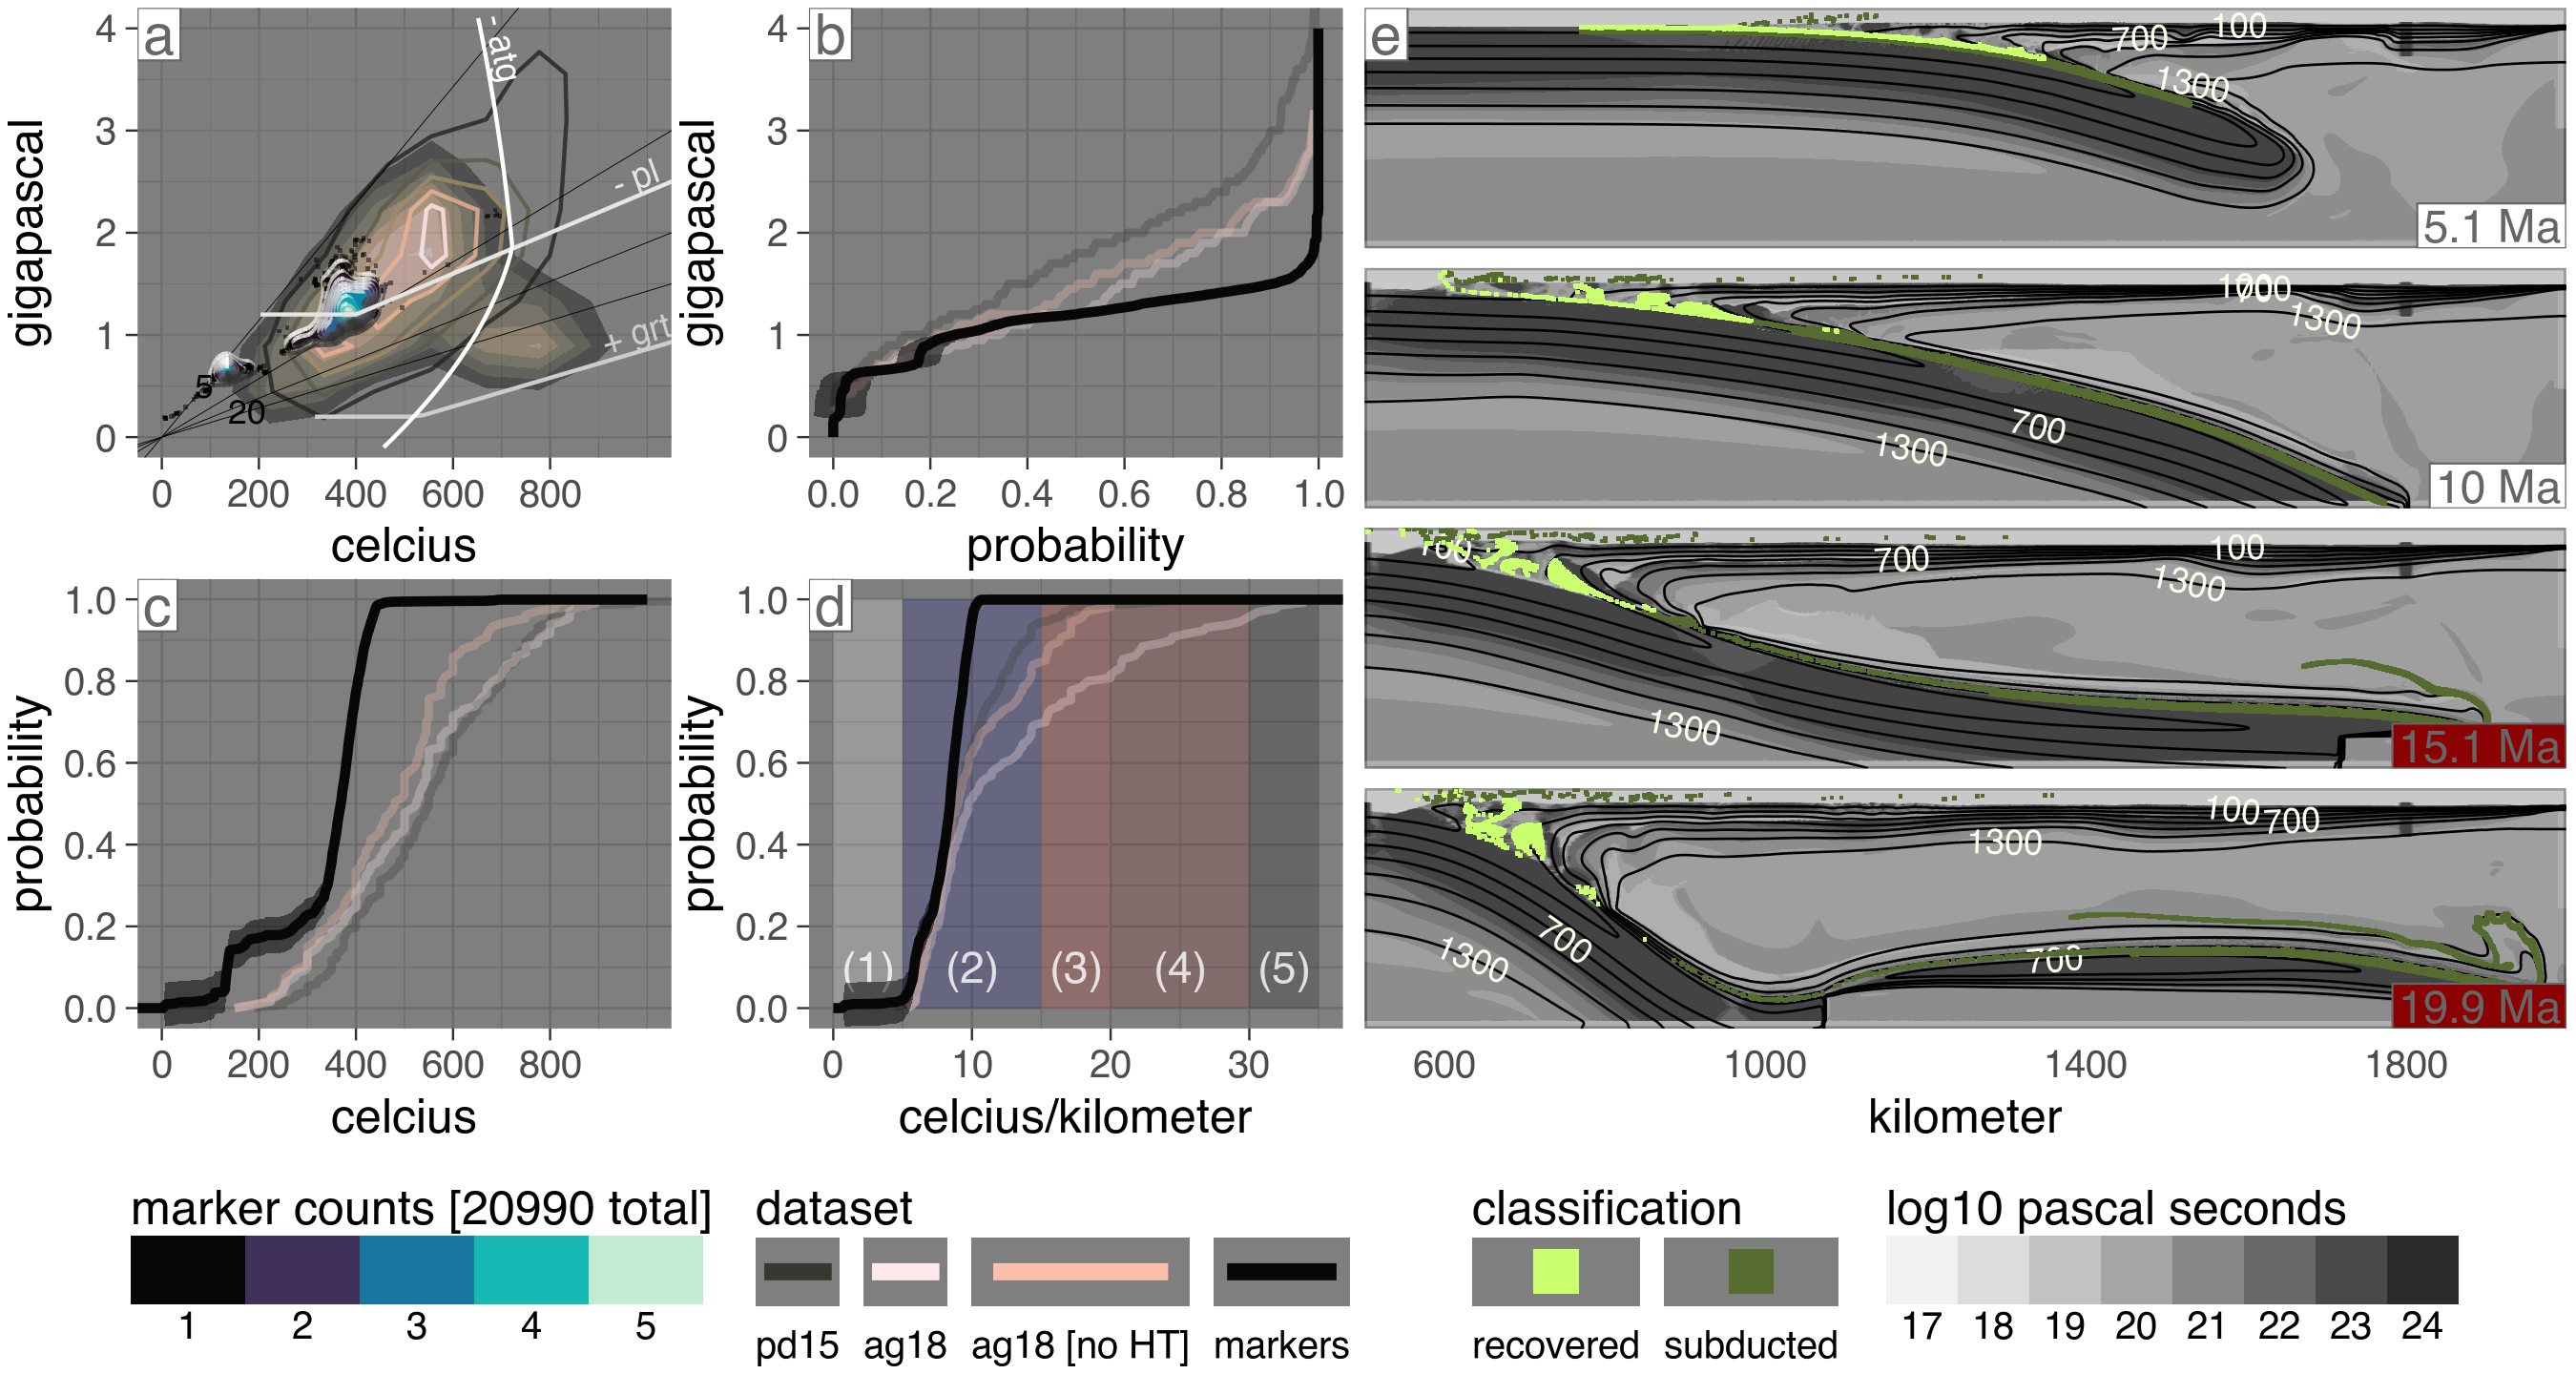 a
gigapascal
4
3
2
1
0
- atg
- pl
+ grt
5
20
0 200 400 600 800
celcius
b
gigapascal
4
3
2
1
0
0.0 0.2 0.4 0.6 0.8 1.0
probability
c
probability
1.0
0.8
0.6
0.4
0.2
0.0
0 200 400 600 800
celcius
d
probability
1.0
0.8
0.6
0.4
0.2
0.0
(1) (2) (3) (4) (5)
0 10 20 30
celcius/kilometer
e
700 100
1300
5.1 Ma
1300
700
1300
10 Ma
700 100
1300
1300
15.1 Ma
100 700
1300
700
1300
700
19.9 Ma
600 1000 1400 1800
kilometer
marker counts [20990 total]
1 2 3 4 5
dataset
pd15 ag18 ag18 [no HT] markers
classification
recovered subducted
log10 pascal seconds
17 18 19 20 21 22 23 24